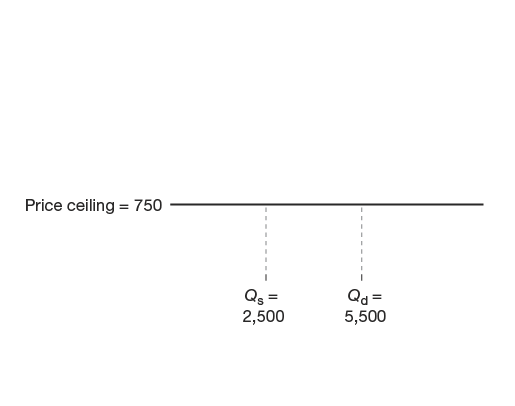 Price ceiling = 750
Qs =
2,500
Qd =
5,500